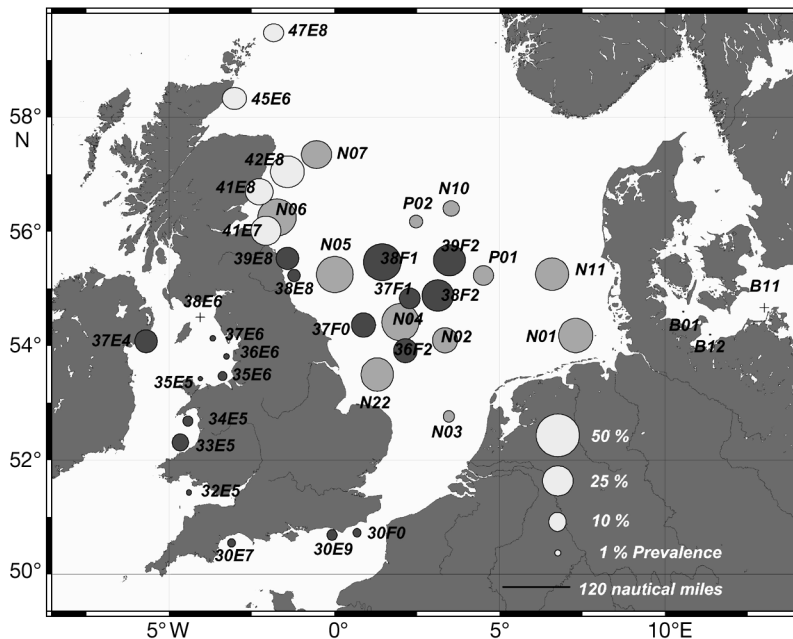 47E8
58°
N
45E6
42E8
N07
41E8
N06
P02
N10
56°
41E7
39E8
38E8
N05
38F1
39F2
P01
N11
37F1
38F2
38E6
B11
37E4
37E6
36E6
37F0
N04
N02
N01
B01
B12
54°
36F2
35E5
35E6
N22
34E5
33E5
N03
50 %
52°
25 %
32E5
10 %
30E7
30E9
30F0
1 % Prevalence
50°
120 nautical miles
5°W
0°
5°E
10°E